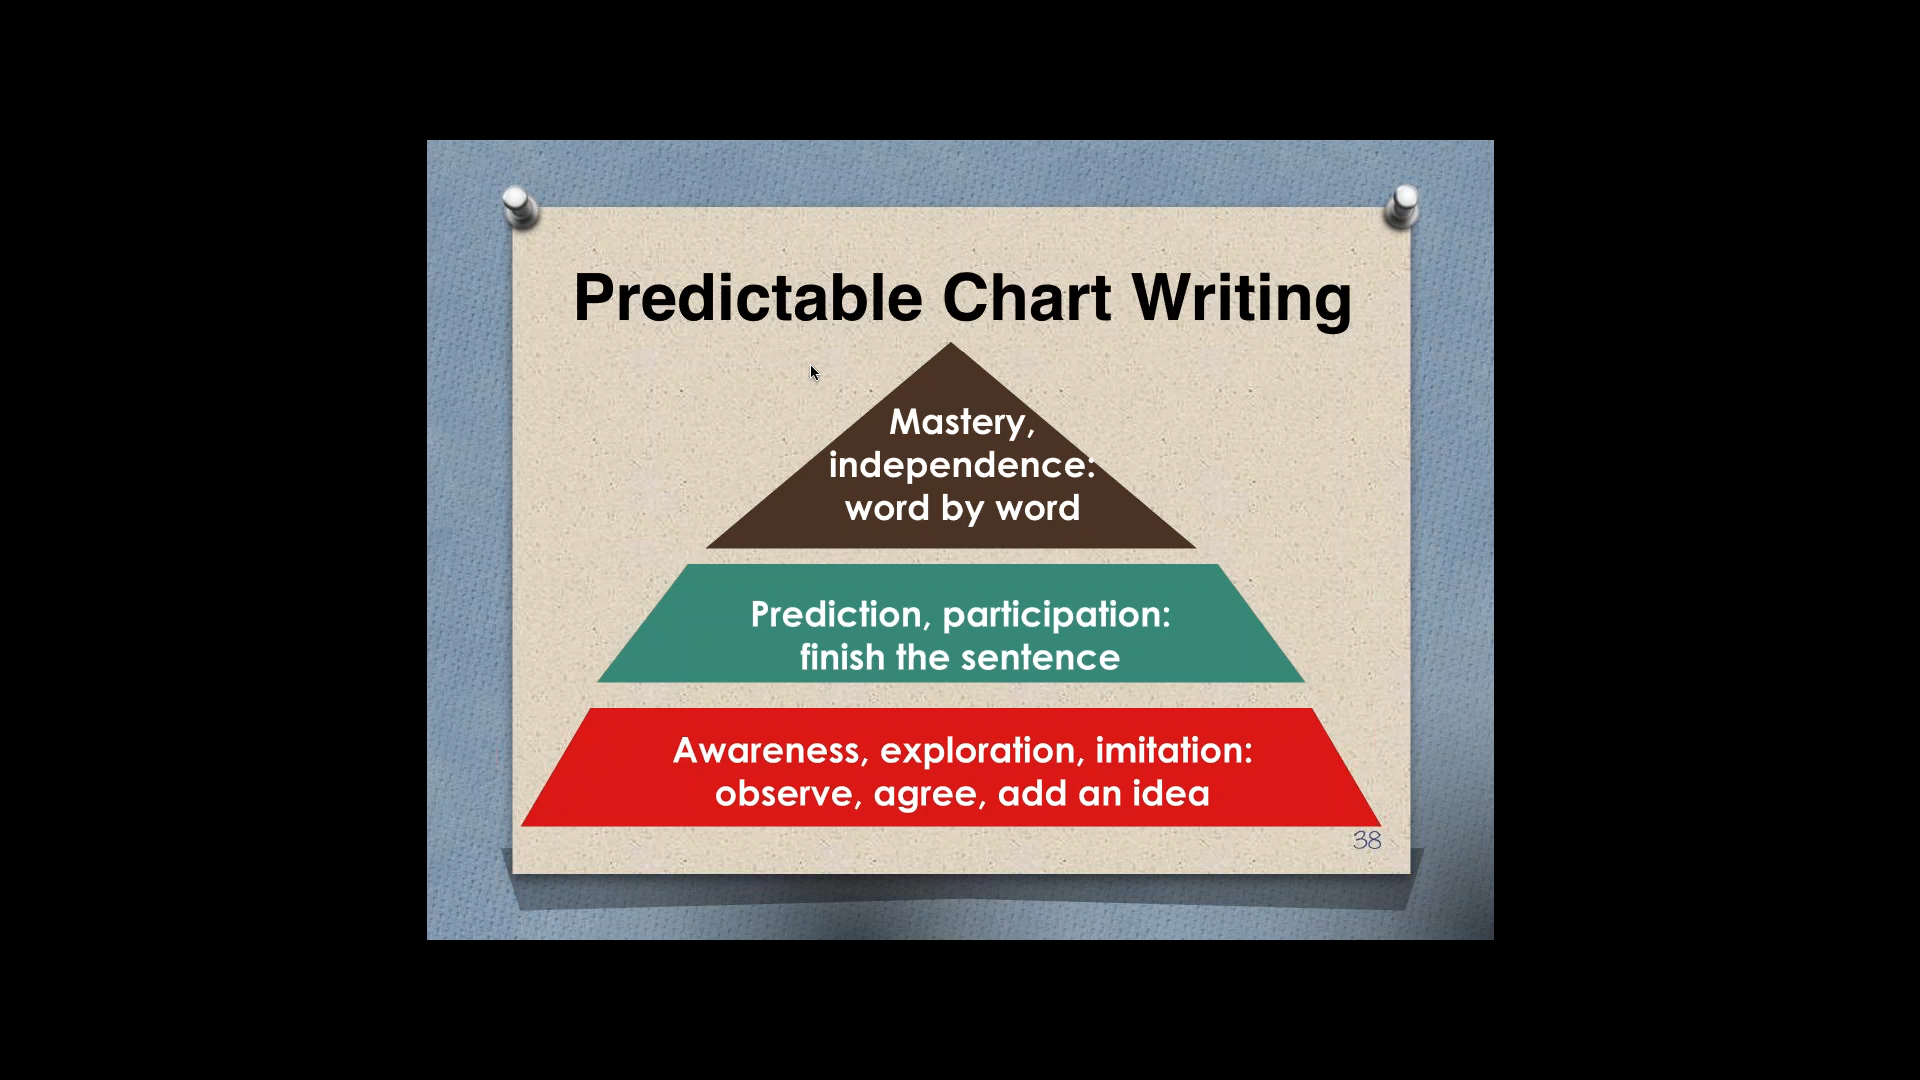 Predictable Chart Writing
Mastery,
independence:
word by word
Prediction, participation:
finish the sentence
Awareness, exploration, imitation:
observe, agree, add an idea
38